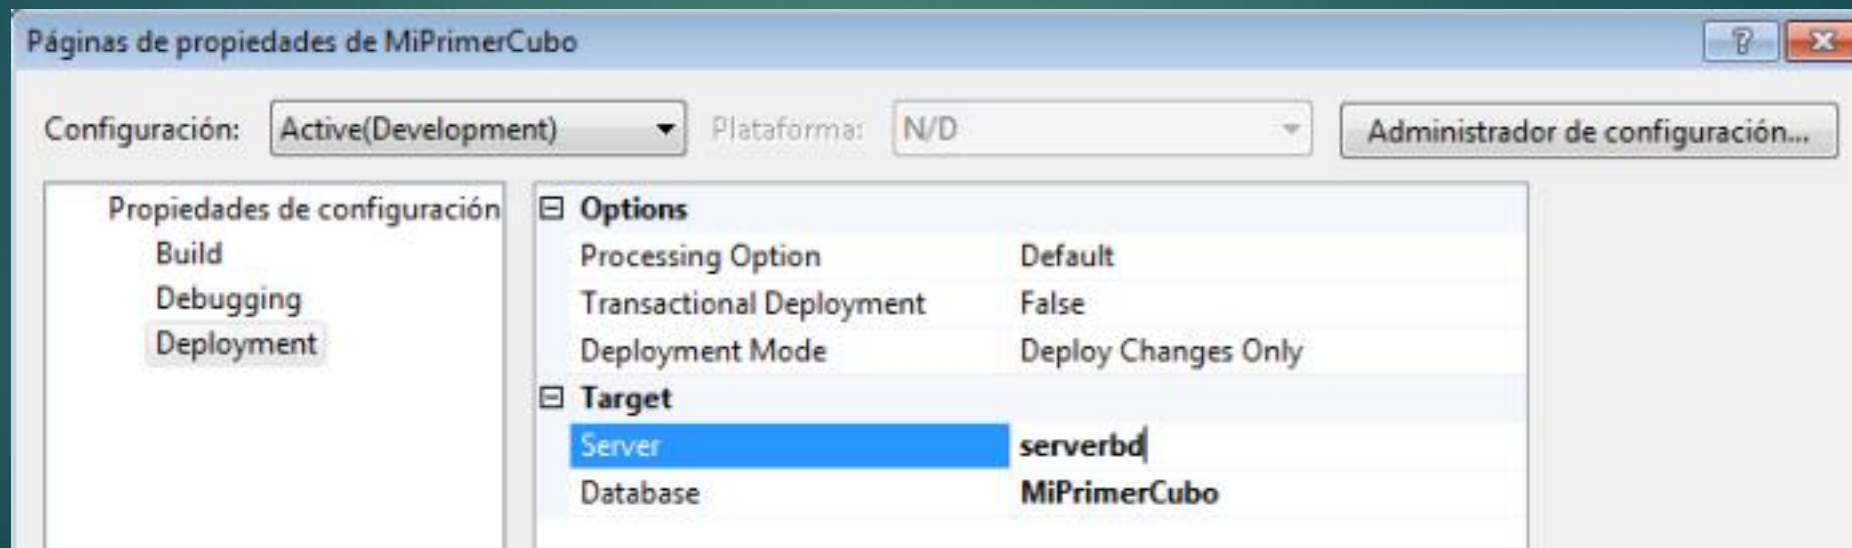 Páginas de propiedades de MiPrimerCubo
Configuración: Active(Development) Plataforma: N/D Administrador de configuración...
Propiedades de configuración
Build
Debugging
Deployment
Options
Processing Option Default
Transactional Deployment False
Deployment Mode Deploy Changes Only
Target
Server serverbd
Database MiPrimerCubo